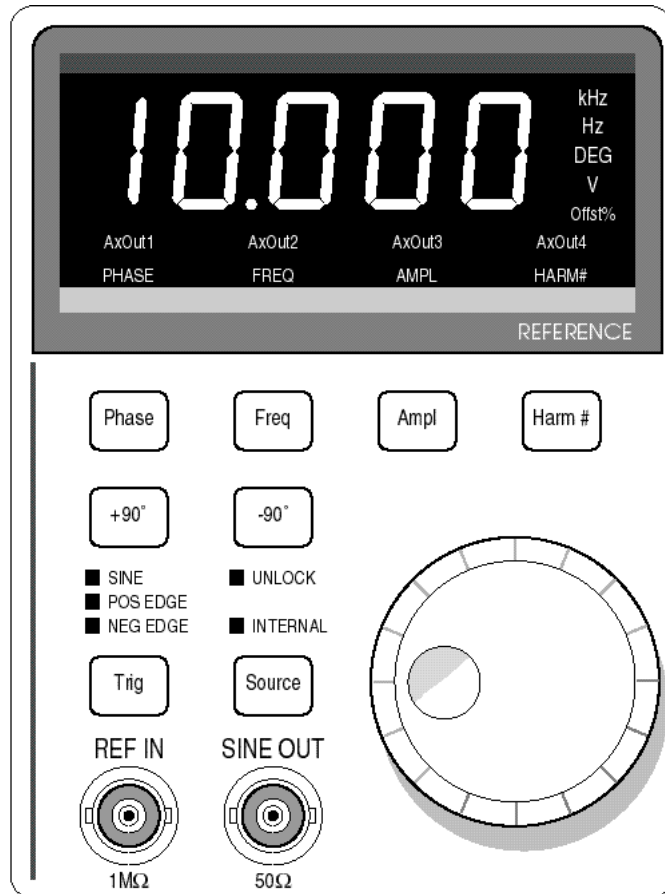 10.000
kHz
Hz
DEG
V
Offst%
AxOut1 AxOut2 AxOut3 AxOut4
PHASE FREQ AMPL HARM#
REFERENCE
Phase Freq Ampl Harm #
+90° -90°
SINE UNLOCK
POS EDGE
NEG EDGE INTERNAL
Trig Source
REF IN SINE OUT
1MΩ 50Ω